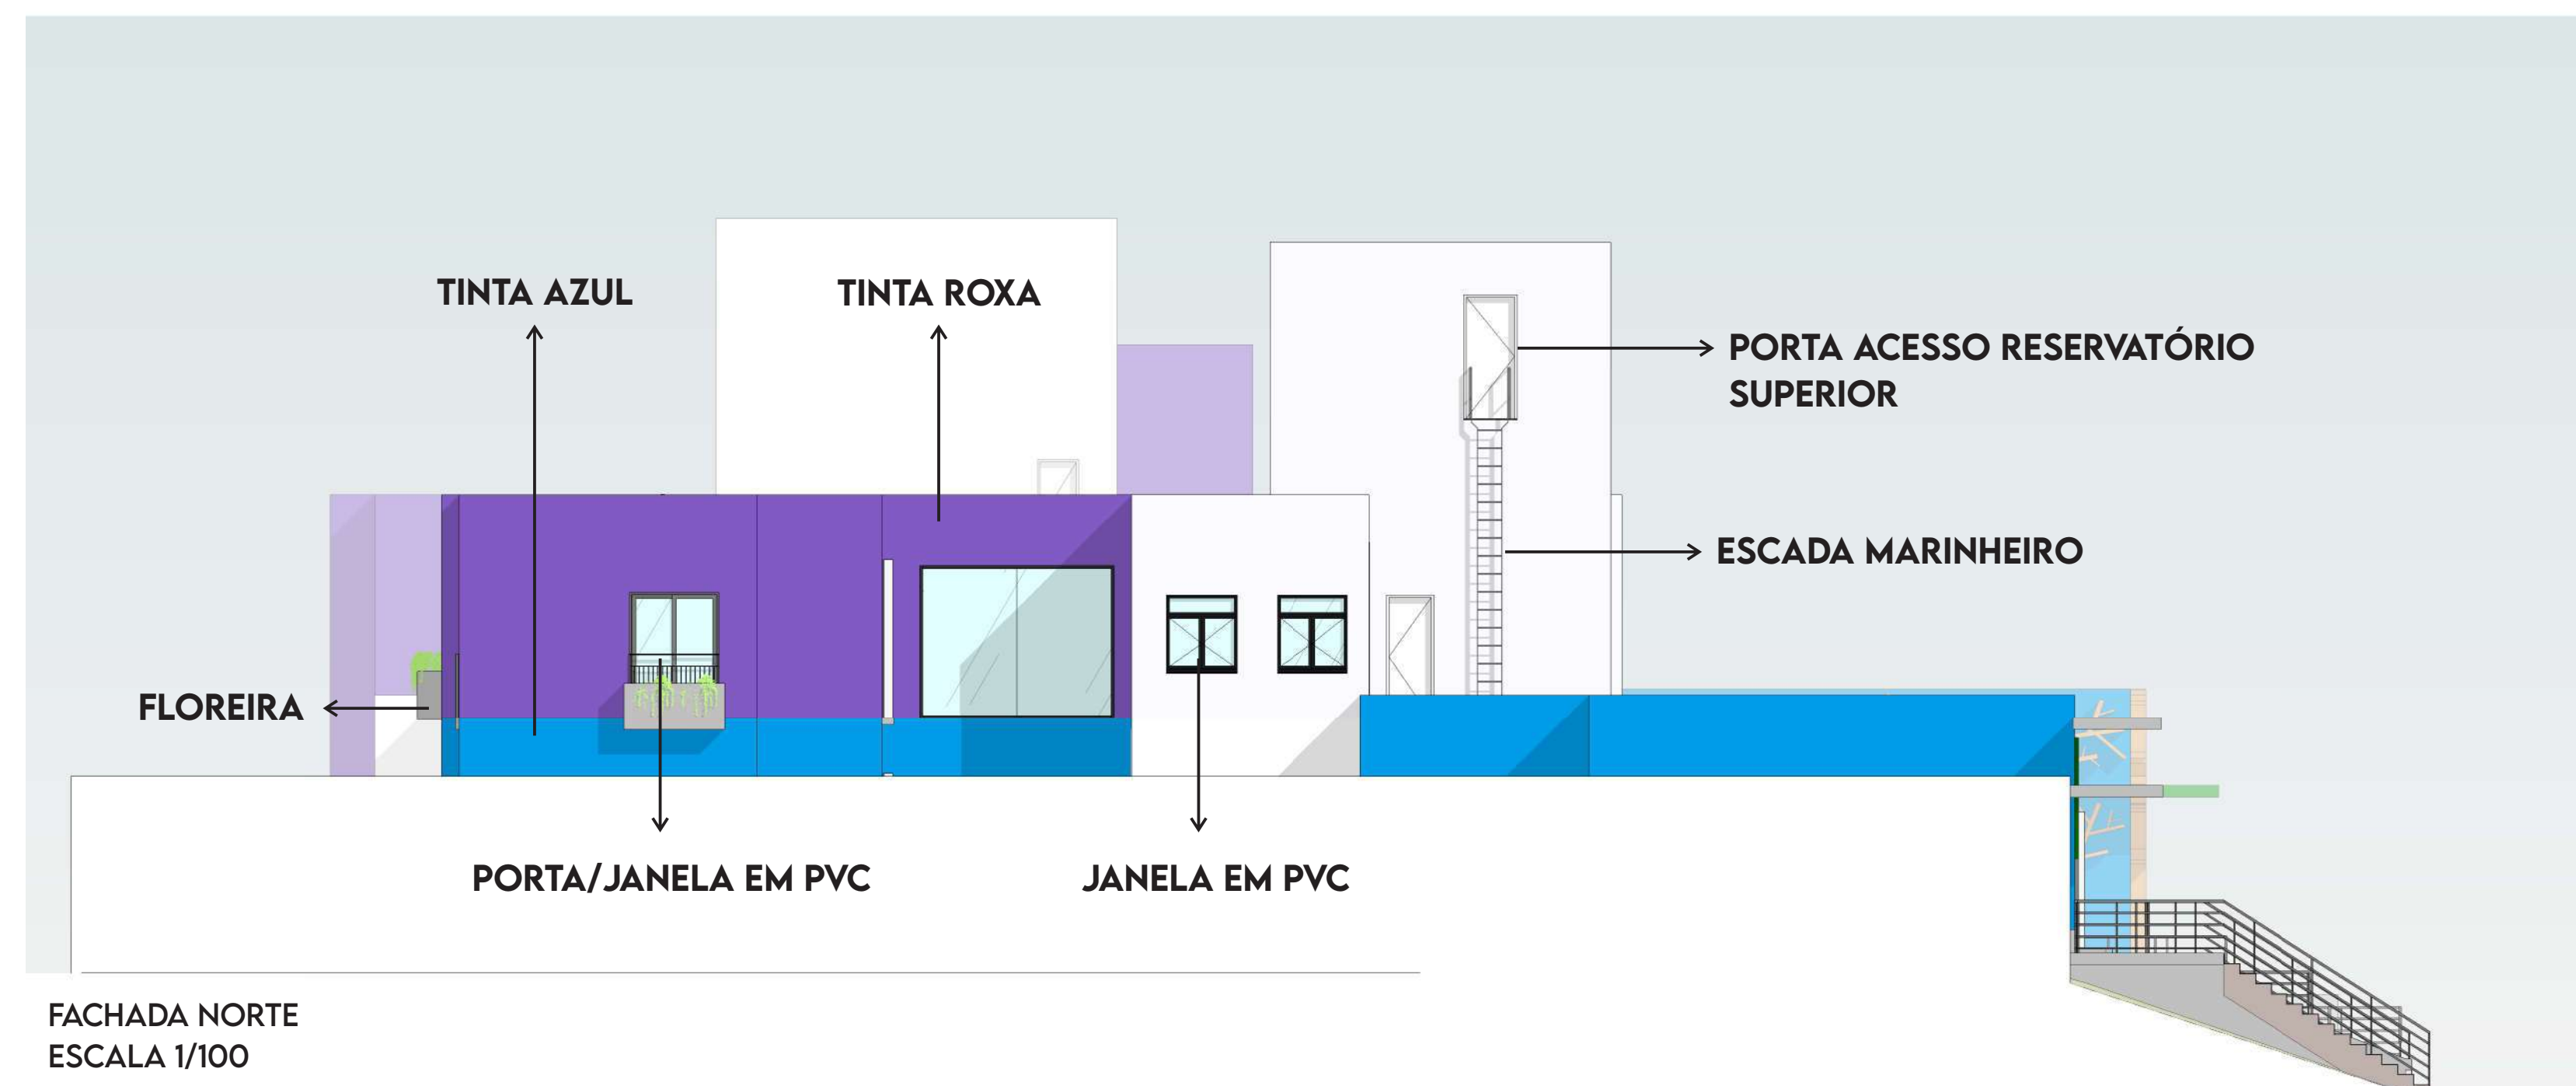 TINTA AZUL
TINTA ROXA
PORTA ACESSO RESERVATÓRIO
SUPERIOR
ESCADA MARINHEIRO
FLOREIRA
PORTA/JANELA EM PVC
JANELA EM PVC
FACHADA NORTE
ESCALA 1/100